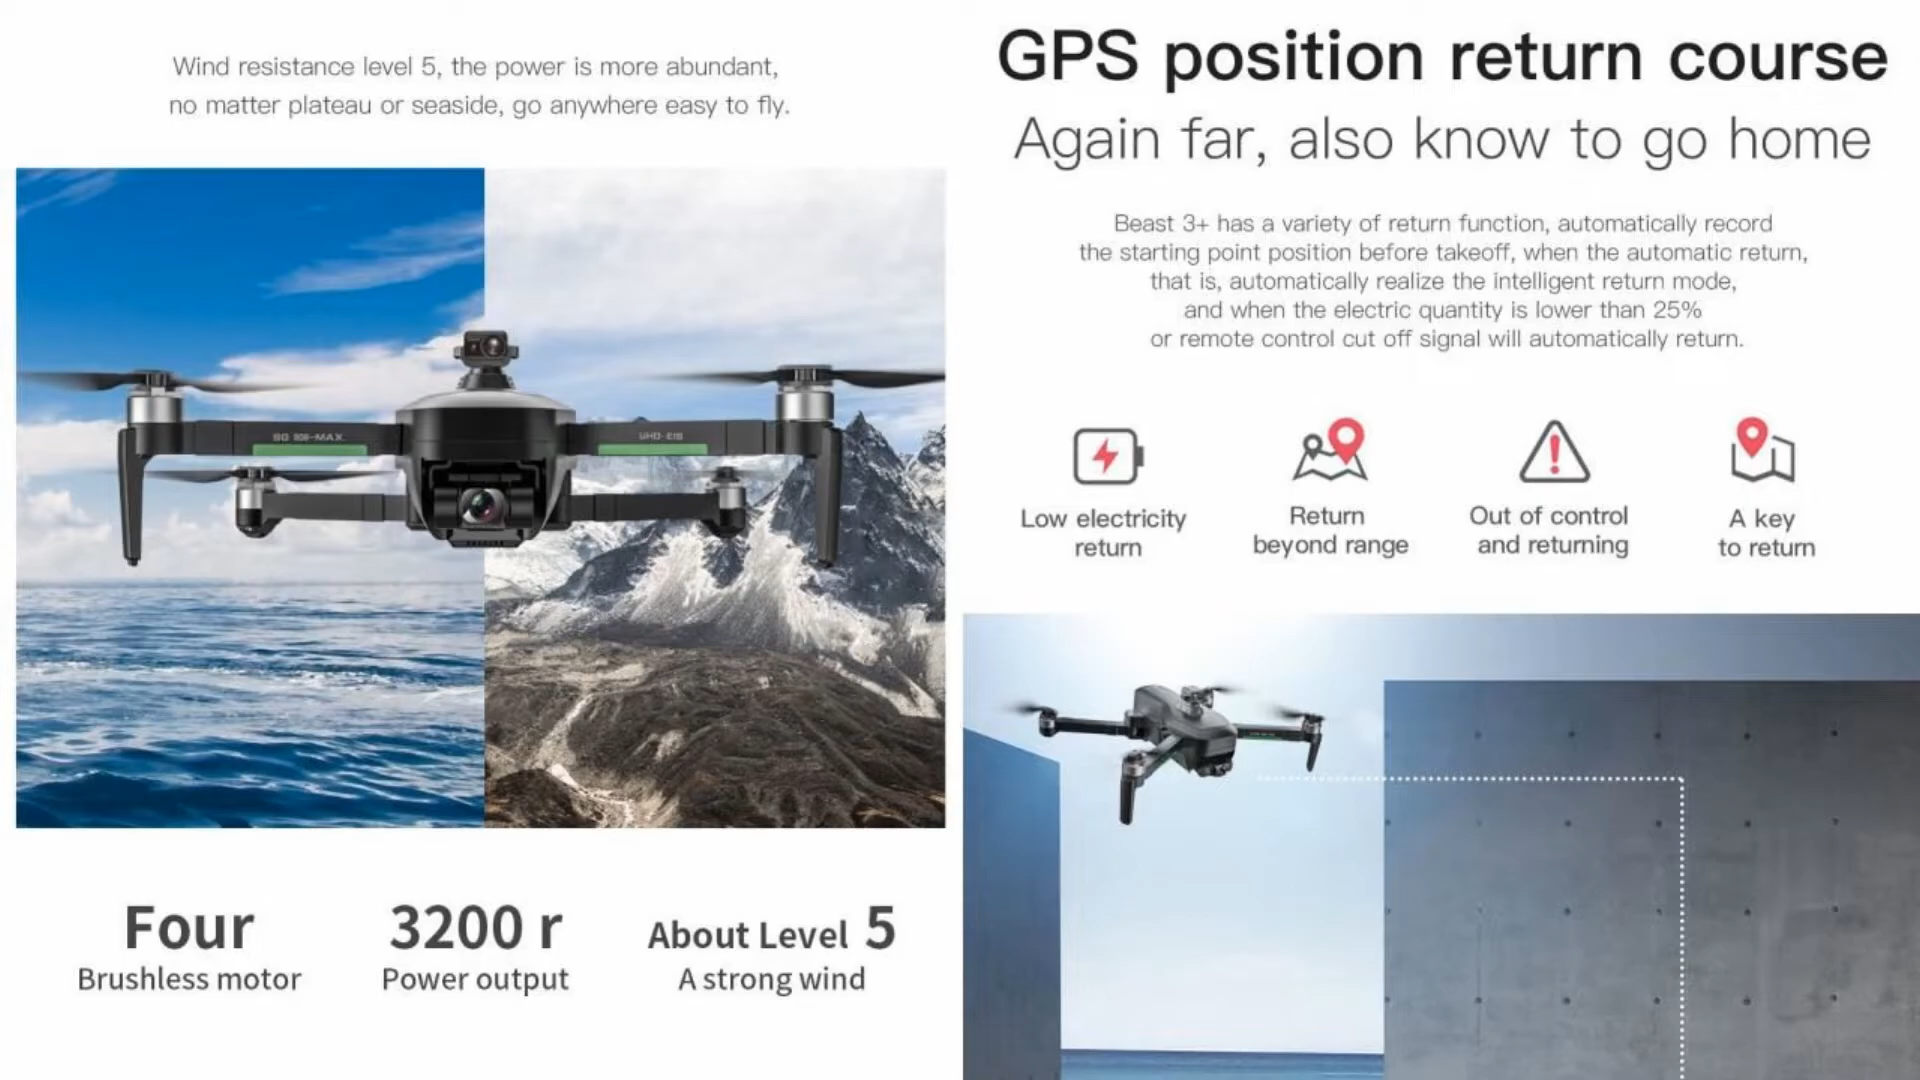 Wind resistance level 5, the power is more abundant,
no matter plateau or seaside, go anywhere easy to fly.
UHD-EIS
Four
Brushless motor
3200 r
Power output
About Level 5
A strong wind
GPS position return course
Again far, also know to go home
Beast 3+ has a variety of return function, automatically record
the starting point position before takeoff, when the automatic return,
that is, automatically realize the intelligent return mode,
and when the electric quantity is lower than 25%
or remote control cut off signal will automatically return.
Low electricity
return
Return
beyond range
Out of control
and returning
A key
to return